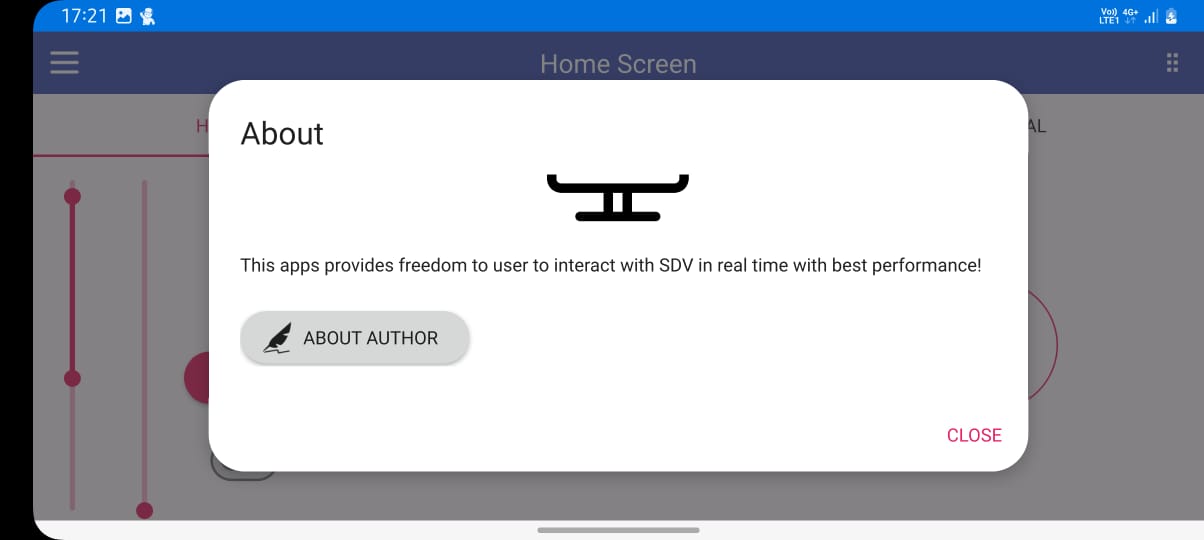 17:21
Vo)) 4G+
LTE1
Home Screen
H
AL
About
This apps provides freedom to user to interact with SDV in real time with best performance!
ABOUT AUTHOR
CLOSE